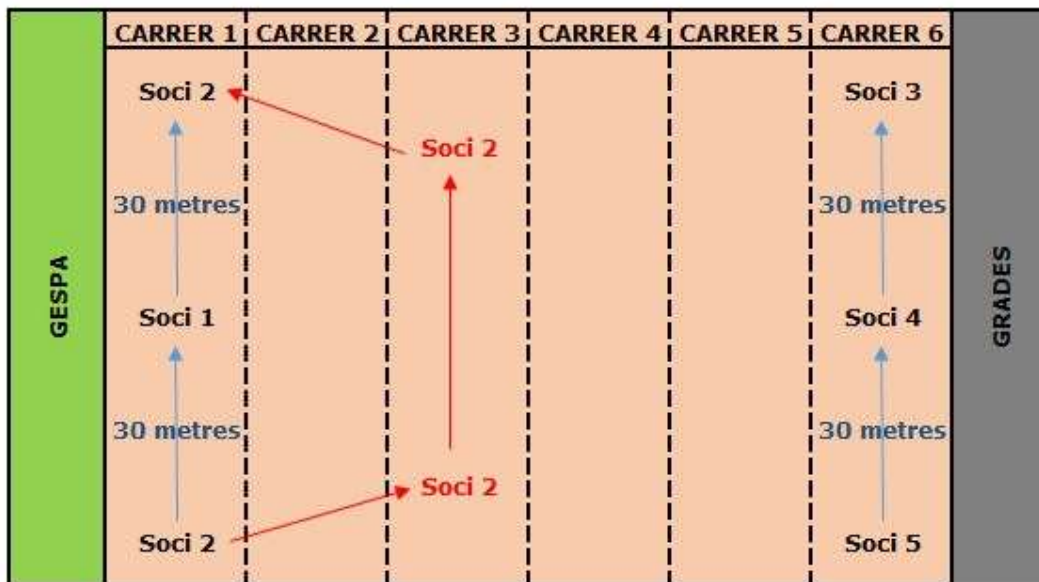 CARRER 1 CARRER 2 CARRER 3 CARRER 4 CARRER 5 CARRER 6
Soci 2
Soci 3
Soci 2
30 metres
30 metres
GESPA
Soci 1
Soci 4
GRADES
30 metres
30 metres
Soci 2
Soci 2
Soci 5